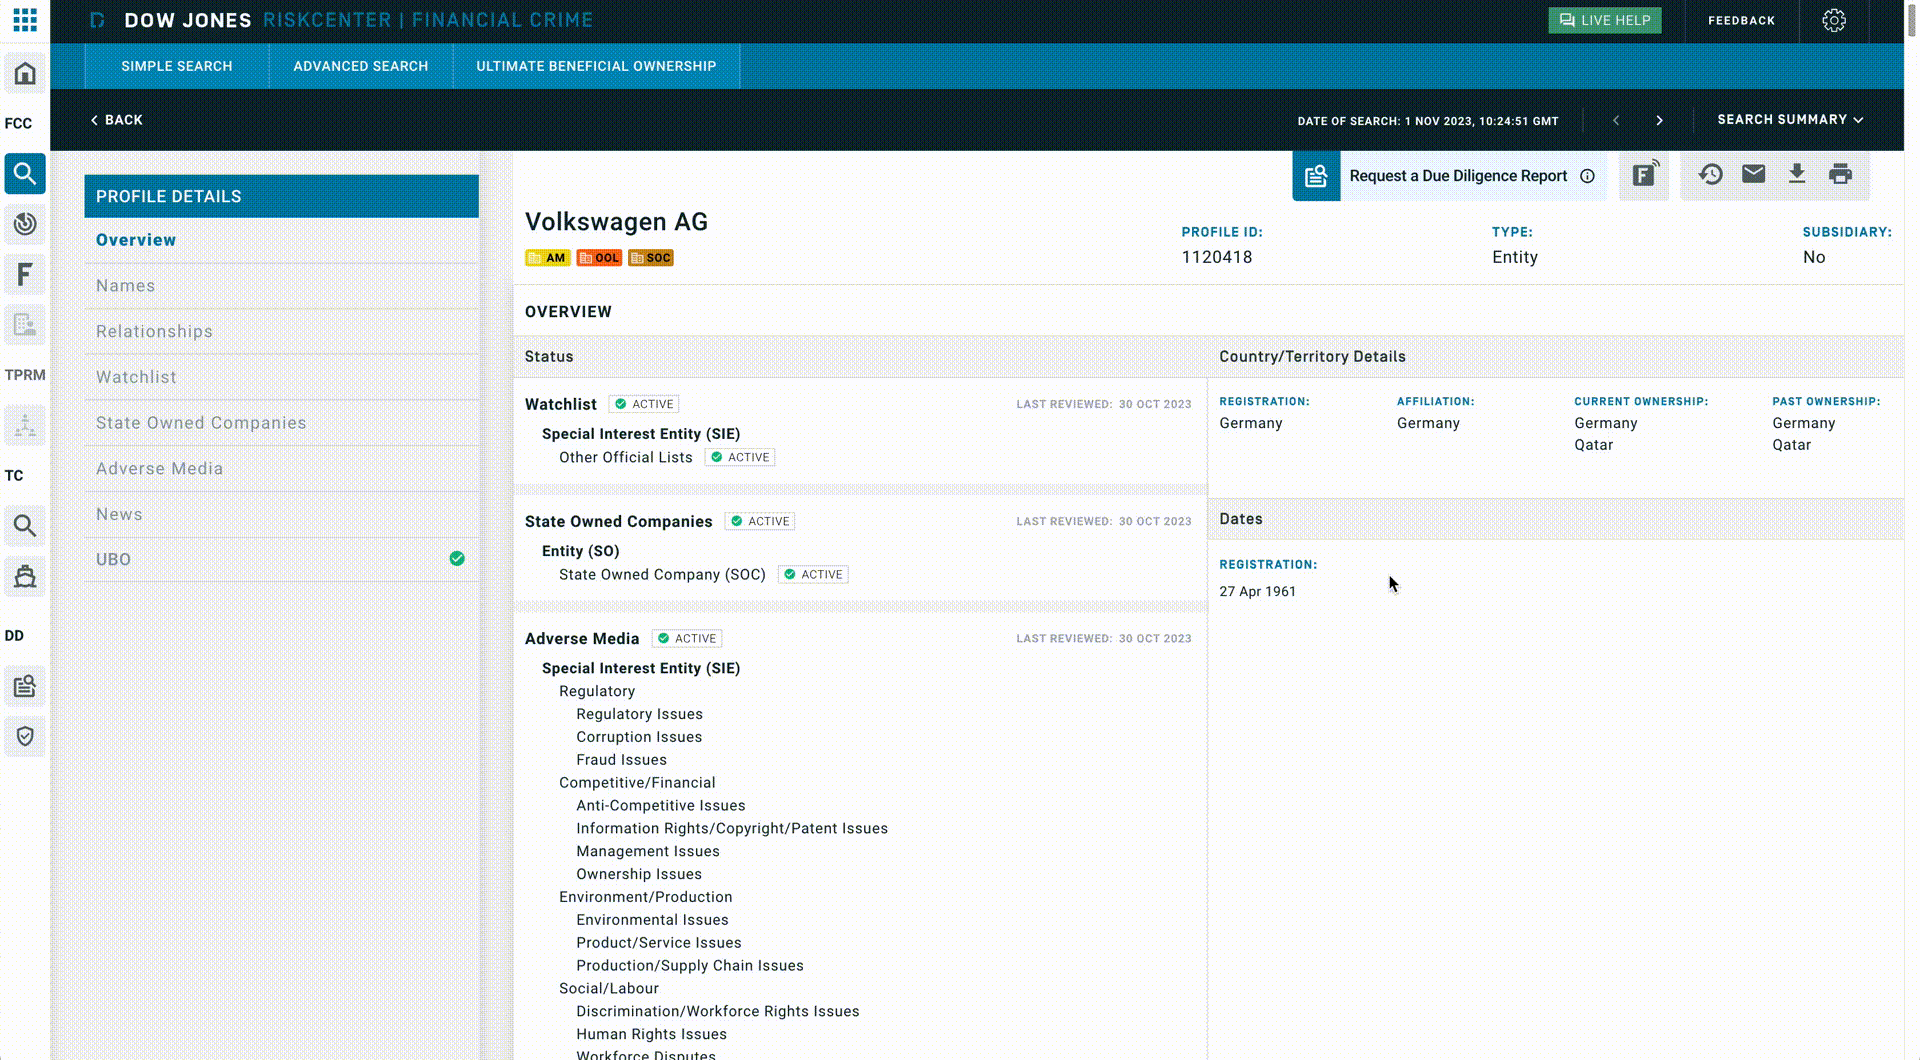 DOW JONES RISKCENTER | FINANCIAL CRIME
LIVE HELP
FEEDBACK
SIMPLE SEARCH
ADVANCED SEARCH
ULTIMATE BENEFICIAL OWNERSHIP
BACK
DATE OF SEARCH: 1 NOV 2023, 10:24:51 GMT
SEARCH SUMMARY
FCC
F
TPRM
TC
DD
PROFILE DETAILS
Overview
Names
Relationships
Watchlist
State Owned Companies
Adverse Media
News
UBO
Request a Due Diligence Report
F
Volkswagen AG
AM OOL SOC
PROFILE ID:
1120418
TYPE:
Entity
SUBSIDIARY:
No
OVERVIEW
Status
Watchlist ACTIVE LAST REVIEWED: 30 OCT 2023
Special Interest Entity (SIE)
Other Official Lists ACTIVE
State Owned Companies ACTIVE LAST REVIEWED: 30 OCT 2023
Entity (SO)
State Owned Company (SOC) ACTIVE
Adverse Media ACTIVE LAST REVIEWED: 30 OCT 2023
Special Interest Entity (SIE)
Regulatory
Regulatory Issues
Corruption Issues
Fraud Issues
Competitive/Financial
Anti-Competitive Issues
Information Rights/Copyright/Patent Issues
Management Issues
Ownership Issues
Environment/Production
Environmental Issues
Product/Service Issues
Production/Supply Chain Issues
Social/Labour
Discrimination/Workforce Rights Issues
Human Rights Issues
Workforce Disputes
Country/Territory Details
REGISTRATION:
Germany
AFFILIATION:
Germany
CURRENT OWNERSHIP:
Germany
Qatar
PAST OWNERSHIP:
Germany
Qatar
Dates
REGISTRATION:
27 Apr 1961